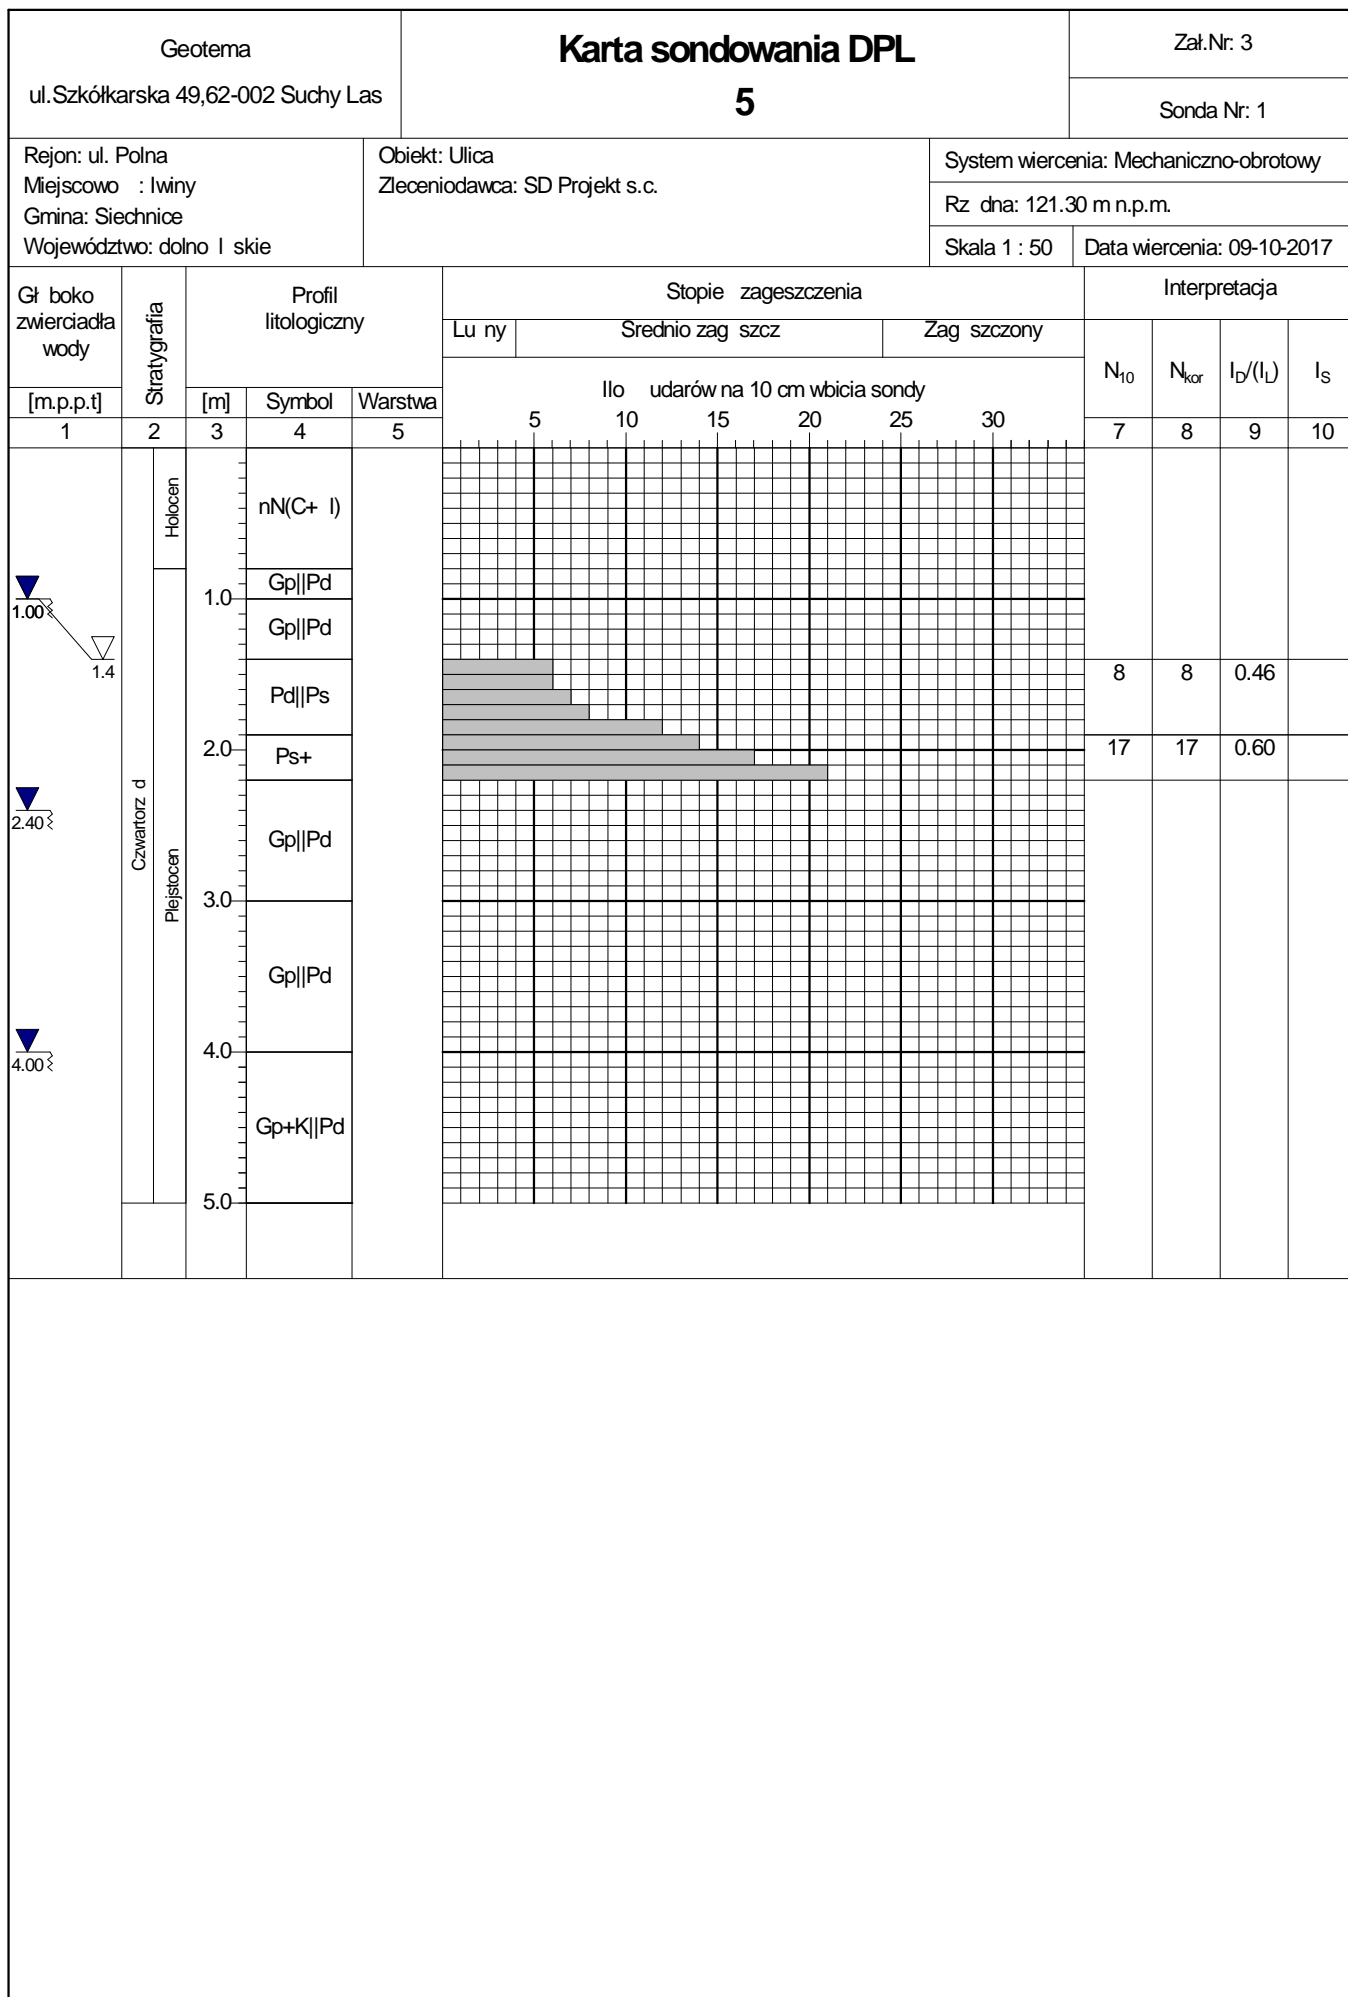 Geotema
ul.Szkółkarska 49,62-002 Suchy Las
Karta sondowania DPL
5
Zał.Nr: 3
Sonda Nr: 1
Rejon: ul. Polna
Miejscowo : Iwiny
Gmina: Siechnice
Województwo: dolno l skie
Obiekt: Ulica
Zleceniodawca: SD Projekt s.c.
System wiercenia: Mechaniczno-obrotowy
Rz dna: 121.30 m n.p.m.
Skala 1 : 50
Data wiercenia: 09-10-2017
Gł boko
zwierciadła
wody
[m.p.p.t]
Stratygrafia
Profil
litologiczny
[m] Symbol Warstwa
Stopie zageszczenia
Lu ny Srednio zag szcz Zag szczony
Ilo udarów na 10 cm wbicia sondy
5 10 15 20 25 30
Interpretacja
N10 Nkor ID/(IL) IS
1 2 3 4 5 7 8 9 10
Czwartorz d
Holocen
Plejstocen
nN(C+ l)
Gp||Pd
1.0
1.00
Gp||Pd
1.4
Pd||Ps
8 8 0.46
2.0
Ps+
17 17 0.60
2.40
Gp||Pd
3.0
Gp||Pd
4.0
4.00
Gp+K||Pd
5.0